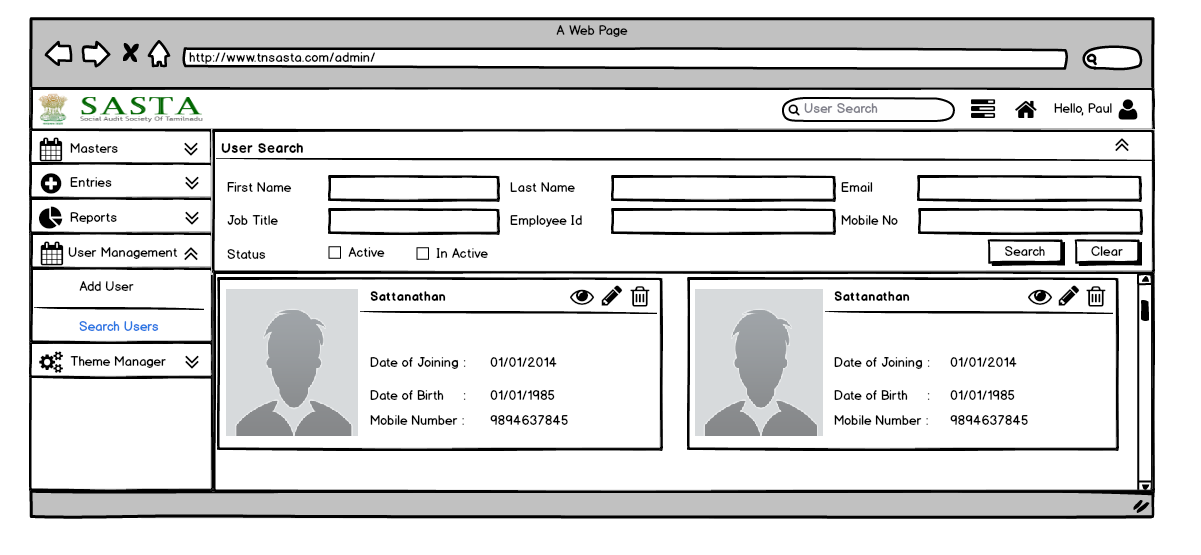 A Web Page
http://www.tnsasta.com/admin/
SASTA
Social Audit Society Of Tamilnadu
User Search
Hello, Paul
Masters
Entries
Reports
User Management
Add User
Search Users
Theme Manager
User Search
First Name Last Name Email
Job Title Employee Id Mobile No
Status Active In Active Search Clear
Sattanathan
Date of Joining : 01/01/2014
Date of Birth : 01/01/1985
Mobile Number : 9894637845
Sattanathan
Date of Joining : 01/01/2014
Date of Birth : 01/01/1985
Mobile Number : 9894637845